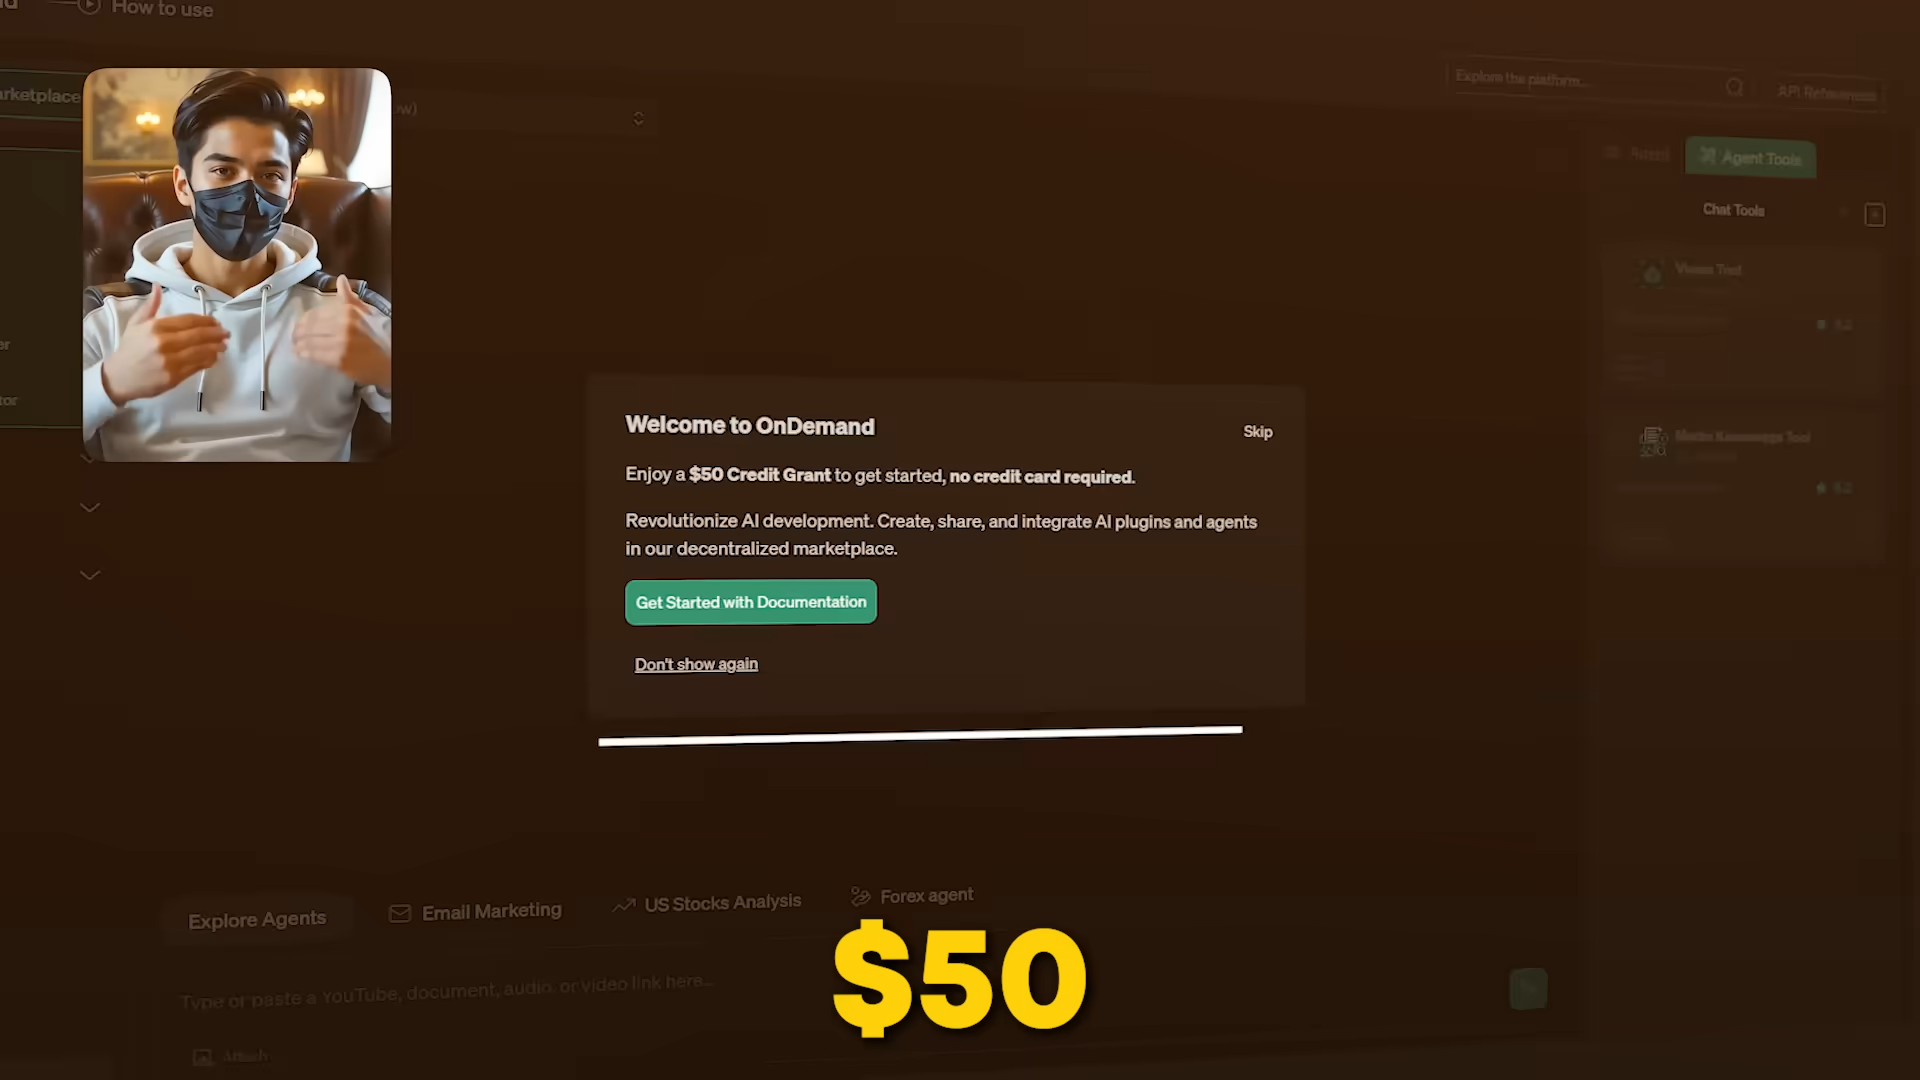 How to use
rketplace
Explore the platform...
API References
Agent Tools
Chat Tools
Welcome to OnDemand
Skip
Enjoy a $50 Credit Grant to get started, no credit card required.
Revolutionize AI development. Create, share, and integrate AI plugins and agents
in our decentralized marketplace.
Get Started with Documentation
Don't show again
Explore Agents
Email Marketing
US Stocks Analysis
Forex agent
Type or paste a YouTube, document, audio, or video link here...
$50
Attach